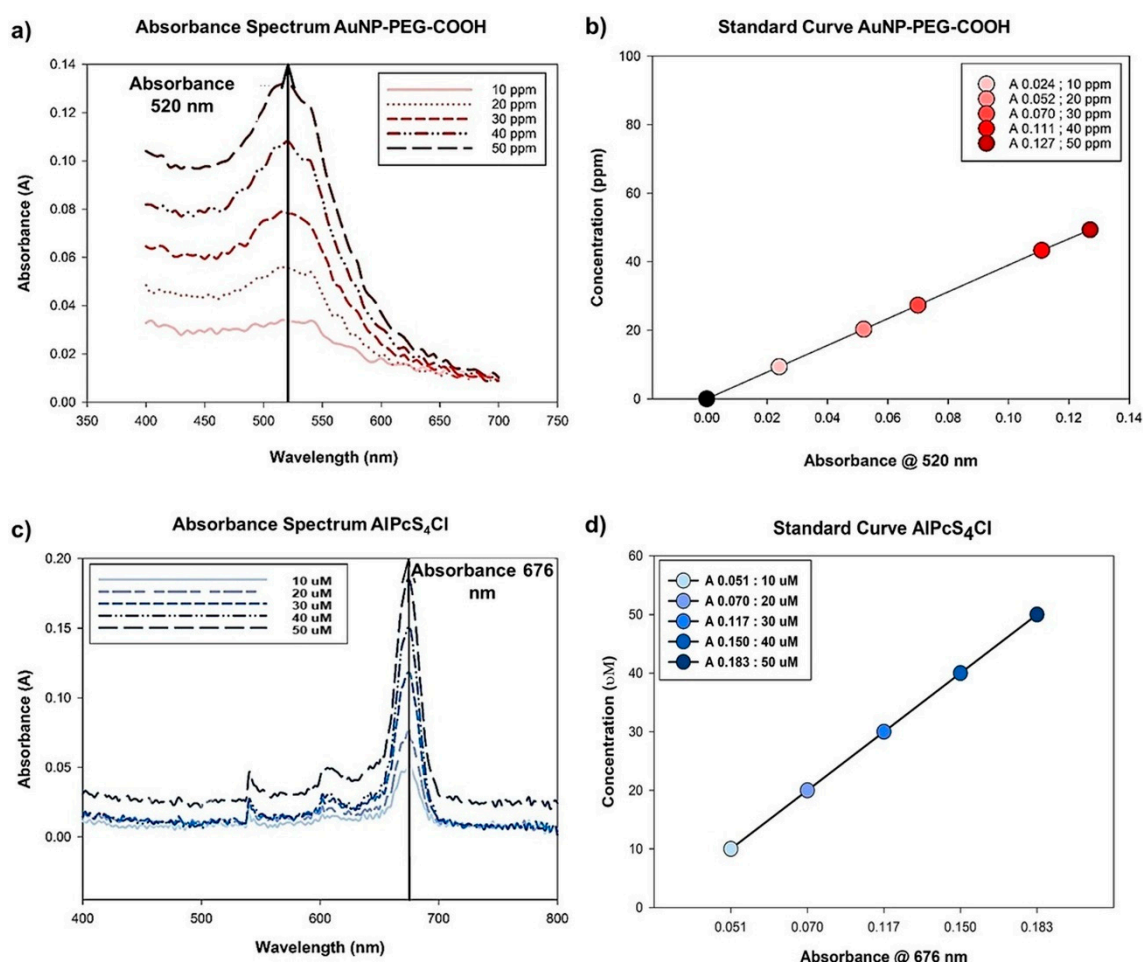 a)
Absorbance Spectrum AuNP-PEG-COOH
Absorbance
520 nm
10 ppm
20 ppm
30 ppm
40 ppm
50 ppm
Absorbance (A)
0.14
0.12
0.10
0.08
0.06
0.04
0.02
0.00
350 400 450 500 550 600 650 700 750
Wavelength (nm)
b)
Standard Curve AuNP-PEG-COOH
A 0.024 ; 10 ppm
A 0.052 ; 20 ppm
A 0.070 ; 30 ppm
A 0.111 ; 40 ppm
A 0.127 ; 50 ppm
Concentration (ppm)
100
80
60
40
20
0
0.00 0.02 0.04 0.06 0.08 0.10 0.12 0.14
Absorbance @ 520 nm
c)
Absorbance Spectrum AlPcS₄Cl
10 uM
20 uM
30 uM
40 uM
50 uM
Absorbance 676
nm
Absorbance (A)
0.20
0.15
0.10
0.05
0.00
400 500 600 700 800
Wavelength (nm)
d)
Standard Curve AlPcS₄Cl
A 0.051 : 10 uM
A 0.070 : 20 uM
A 0.117 : 30 uM
A 0.150 : 40 uM
A 0.183 : 50 uM
Concentration (υM)
60
50
40
30
20
10
0
0.051 0.070 0.117 0.150 0.183
Absorbance @ 676 nm